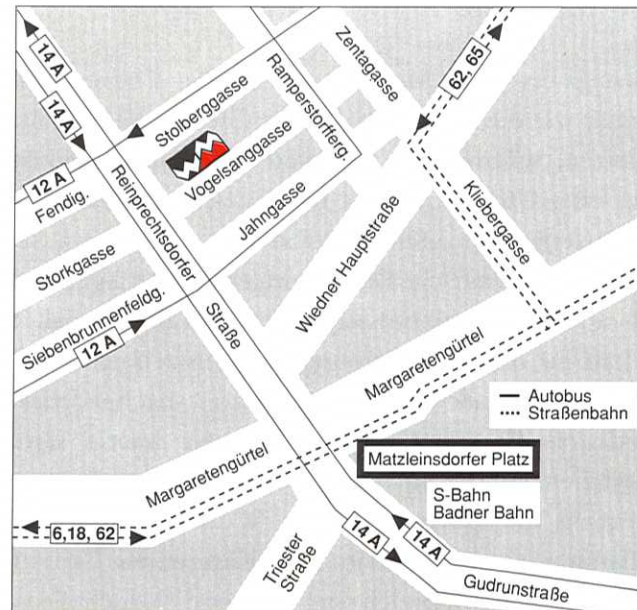 14 A
14 A
12 A
Fendig.
Storkgasse
Siebenbrunnenfeldg.
12 A
Reinprechtsdorfer
Straße
Stolberggasse
Vogelsanggasse
Jahngasse
Ramperstorfferg.
Zentagasse
62, 65
Kliebergasse
Wiedner Hauptstraße
Margaretengürtel
Autobus
Straßenbahn
Matzleinsdorfer Platz
S-Bahn
Badner Bahn
Margaretengürtel
6,18, 62
Triester
Straße
14 A
14 A
Gudrunstraße